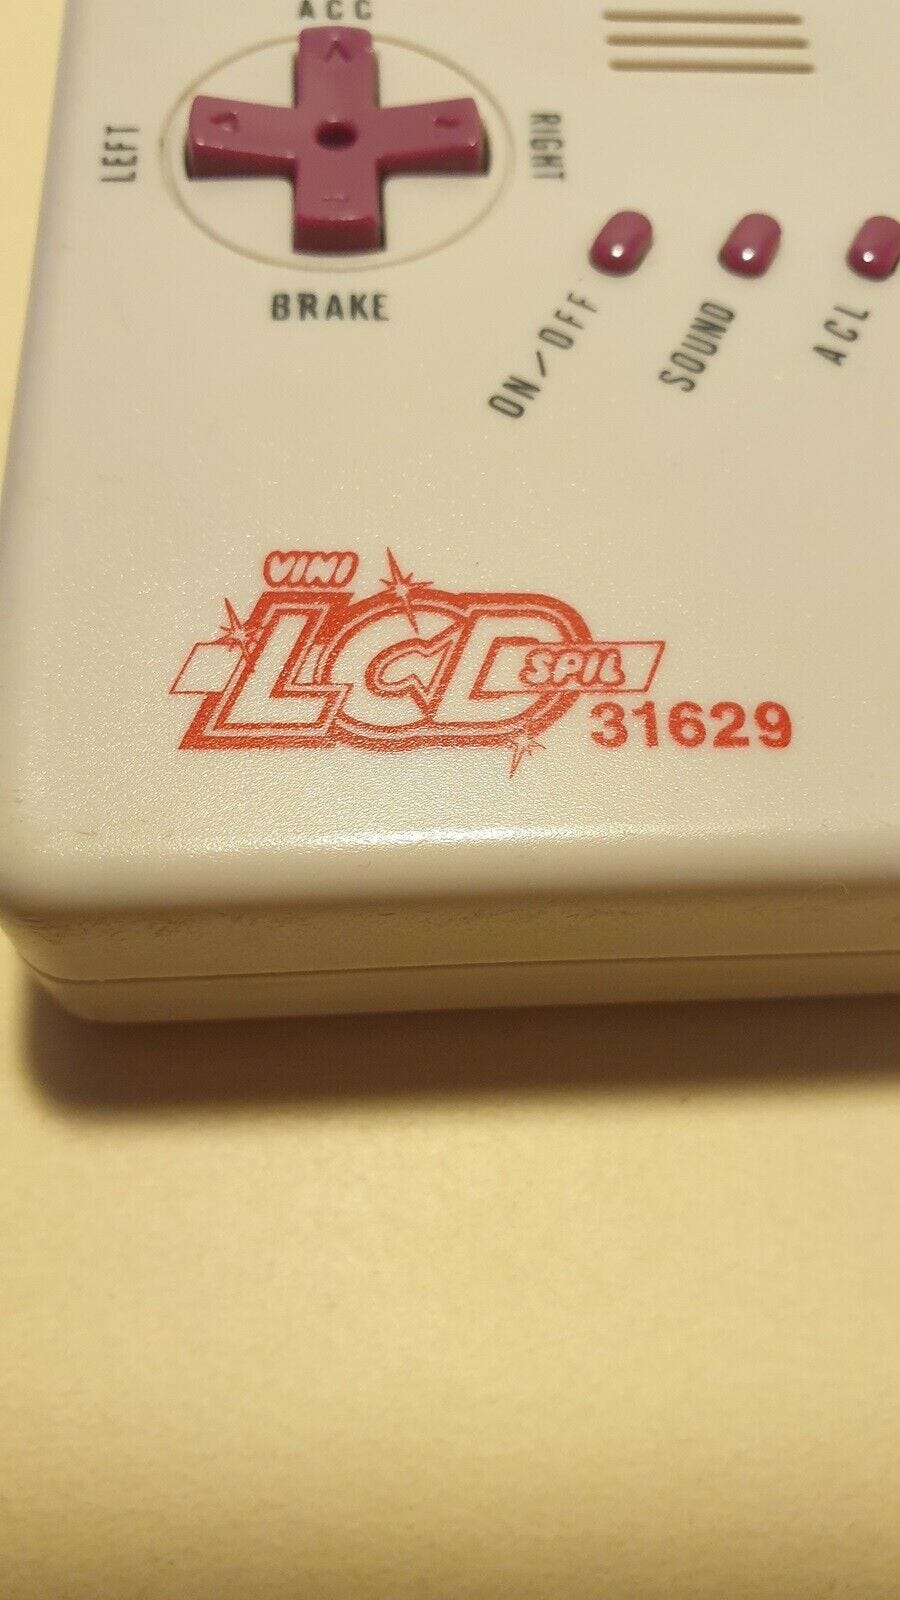 ACC
LEFT
RIGHT
BRAKE
ON/OFF
SOUND
ACL
VINI
LCD
SPIL
31629